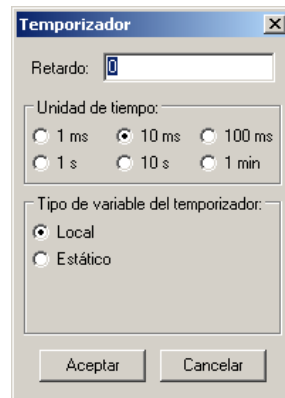 Temporizador
Retardo: 0
Unidad de tiempo:
1 ms 10 ms 100 ms
1 s 10 s 1 min
Tipo de variable del temporizador:
Local
Estático
Aceptar Cancelar